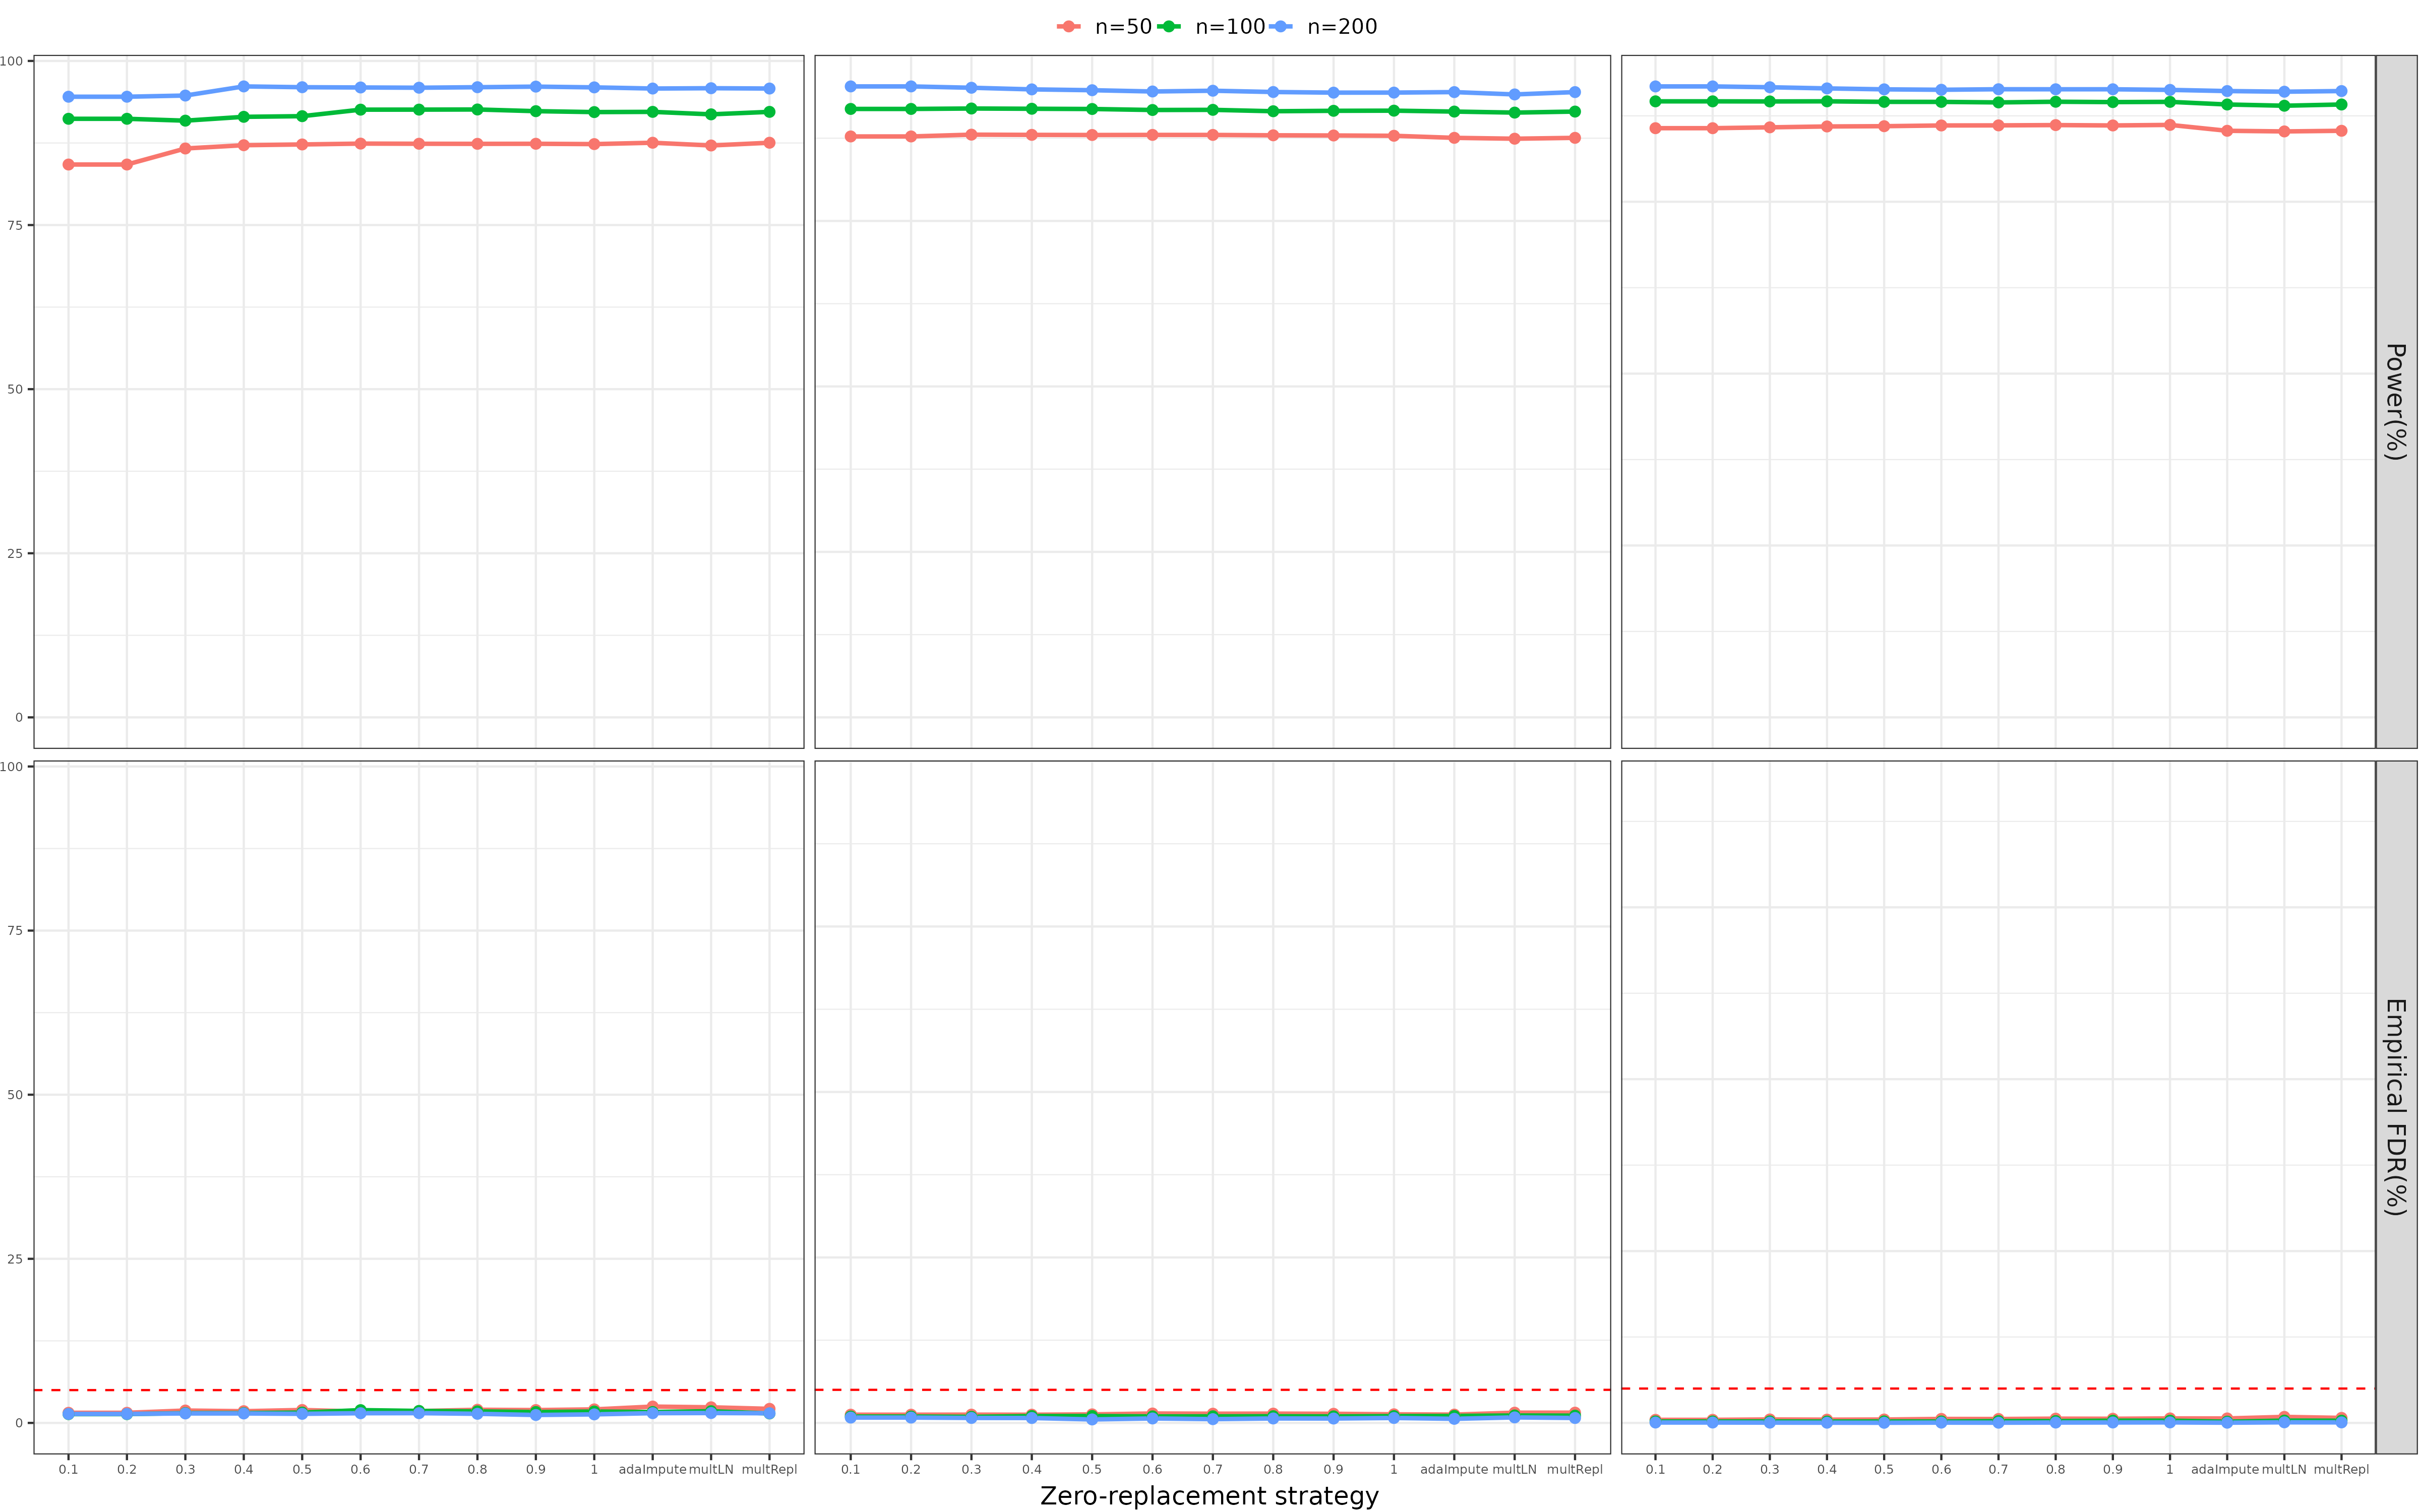 n=50 n=100 n=200
100
75
50
25
0
Power(%)
100
75
50
25
0
Empirical FDR(%)
0.1 0.2 0.3 0.4 0.5 0.6 0.7 0.8 0.9 1 adaImpute multLN multRepl
0.1 0.2 0.3 0.4 0.5 0.6 0.7 0.8 0.9 1 adaImpute multLN multRepl
0.1 0.2 0.3 0.4 0.5 0.6 0.7 0.8 0.9 1 adaImpute multLN multRepl
Zero-replacement strategy